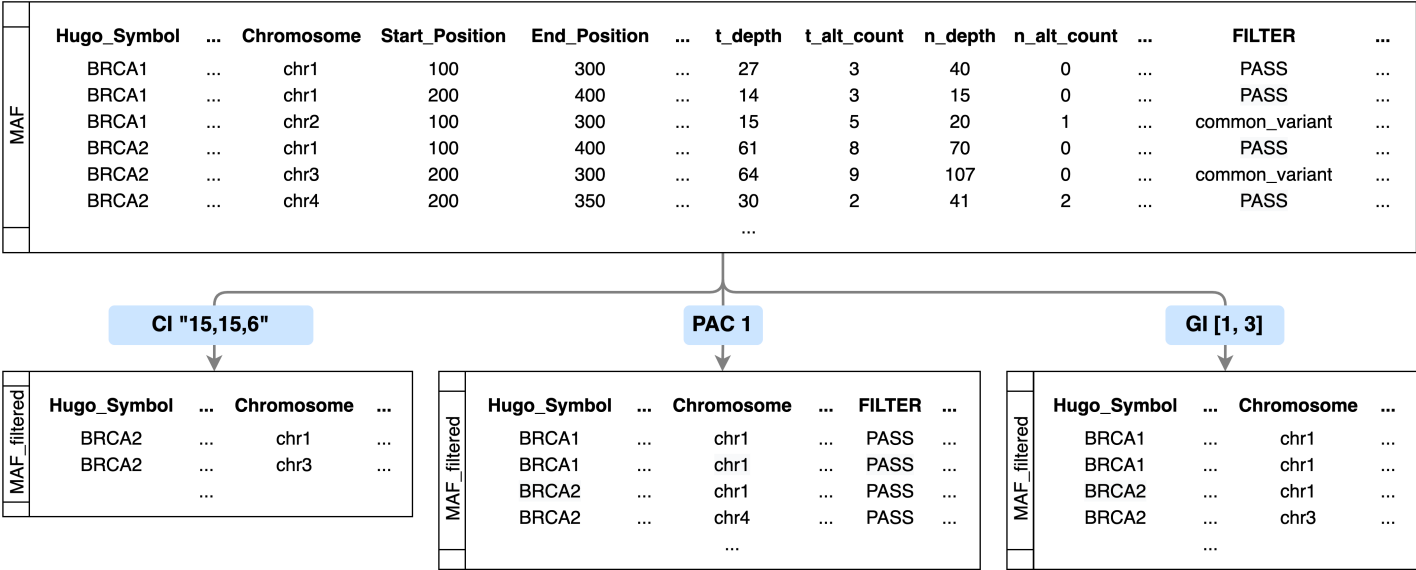 MAF
Hugo_Symbol ... Chromosome Start_Position End_Position ... t_depth t_alt_count n_depth n_alt_count ... FILTER ...
BRCA1 ... chr1 100 300 ... 27 3 40 0 ... PASS ...
BRCA1 ... chr1 200 400 ... 14 3 15 0 ... PASS ...
BRCA1 ... chr2 100 300 ... 15 5 20 1 ... common_variant ...
BRCA2 ... chr1 100 400 ... 61 8 70 0 ... PASS ...
BRCA2 ... chr3 200 300 ... 64 9 107 0 ... common_variant ...
BRCA2 ... chr4 200 350 ... 30 2 41 2 ... PASS ...
...
CI "15,15,6"
PAC 1
GI [1, 3]
MAF_filtered
Hugo_Symbol ... Chromosome ...
BRCA2 ... chr1 ...
BRCA2 ... chr3 ...
...
MAF_filtered
Hugo_Symbol ... Chromosome ... FILTER ...
BRCA1 ... chr1 ... PASS ...
BRCA1 ... chr1 ... PASS ...
BRCA2 ... chr1 ... PASS ...
BRCA2 ... chr4 ... PASS ...
...
MAF_filtered
Hugo_Symbol ... Chromosome ...
BRCA1 ... chr1 ...
BRCA1 ... chr1 ...
BRCA2 ... chr1 ...
BRCA2 ... chr3 ...
...